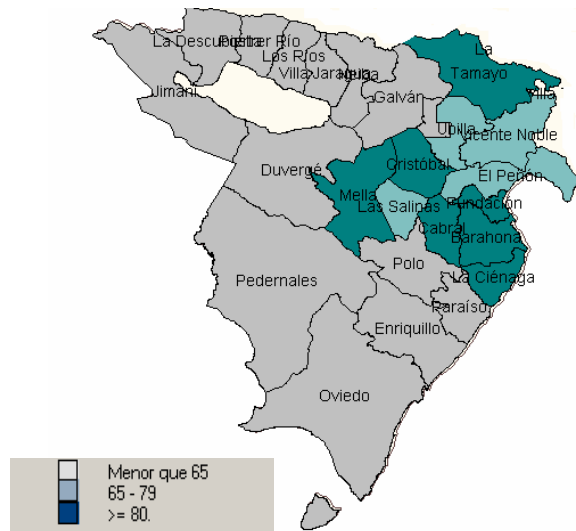 La Descubierta
Postrer Río
Los Ríos
Villa Jaragua
Neiba
La
Tamayo
Jimaní
Galván
Villa
Uvilla
Vicente Noble
Duvergé
Cristóbal
El Peñón
Mella
Las Salinas
Fundación
Cabral
Barahona
Polo
La Ciénaga
Pedernales
Paraíso
Enriquillo
Oviedo
Menor que 65
65 - 79
>= 80.